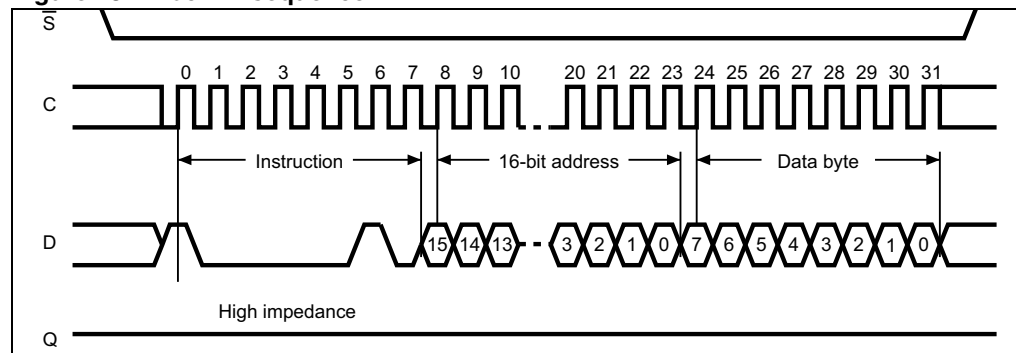 S
0 1 2 3 4 5 6 7 8 9 10 20 21 22 23 24 25 26 27 28 29 30 31
C
Instruction 16-bit address Data byte
D 15 14 13 3 2 1 0 7 6 5 4 3 2 1 0
High impedance
Q